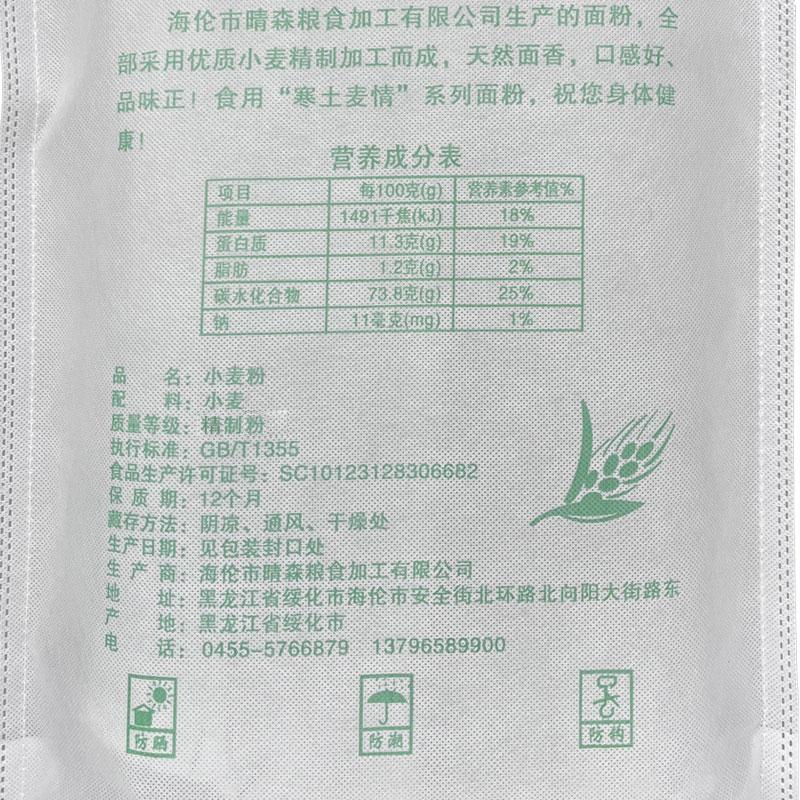 海伦市晴森粮食加工有限公司生产的面粉，全
部采用优质小麦精制加工而成，天然面香，口感好、
品味正！食用“寒土麦情”系列面粉，祝您身体健
康！
营养成分表
项目 每100克(g) 营养素参考值%
能量 1491千焦(kJ) 18%
蛋白质 11.3克(g) 19%
脂肪 1.2克(g) 2%
碳水化合物 73.8克(g) 25%
钠 11毫克(mg) 1%
品 名：小麦粉
配 料：小麦
质量等级：精制粉
执行标准：GB/T1355
食品生产许可证号：SC10123128306682
保 质 期：12个月
藏存方法：阴凉、通风、干燥处
生产日期：见包装封口处
生 产 商：海伦市晴森粮食加工有限公司
地 址：黑龙江省绥化市海伦市安全街北环路北向阳大街路东
产 地：黑龙江省绥化市
电 话：0455-5766879 13796589900
防晒 防潮 防钩